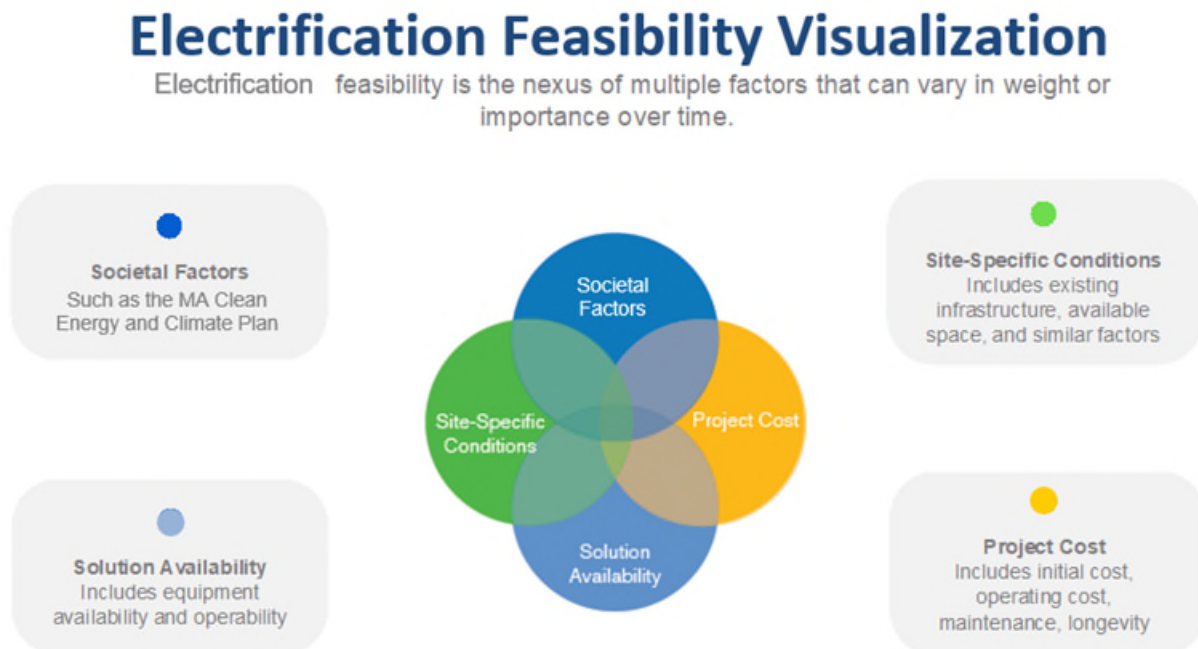 Electrification Feasibility Visualization
Electrification feasibility is the nexus of multiple factors that can vary in weight or
importance over time.
Societal Factors
Such as the MA Clean
Energy and Climate Plan
Site-Specific Conditions
Includes existing
infrastructure, available
space, and similar factors
Societal
Factors
Site-Specific
Conditions
Project Cost
Solution
Availability
Solution Availability
Includes equipment
availability and operability
Project Cost
Includes initial cost,
operating cost,
maintenance, longevity